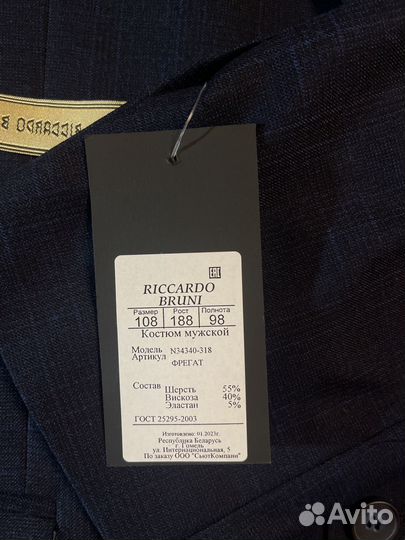 RICCARDO B
EAC
RICCARDO
BRUNI
Размер Рост Полнота
108 188 98
Костюм мужской
Модель
Артикул N34340-318
ФРЕГАТ
Состав Шерсть 55%
Вискоза 40%
Эластан 5%
ГОСТ 25295-2003
Изготовлено: 01.2023г.
Республика Беларусь
г. Гомель
ул. Интернациональная, 5
По заказу ООО "СьютКомпани"
Avito